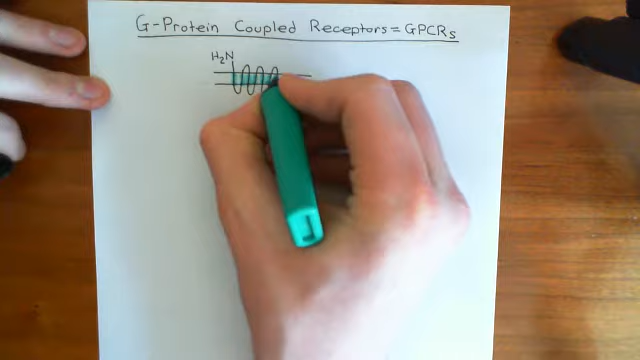 G-Protein Coupled Receptors = GPCRs
H₂N